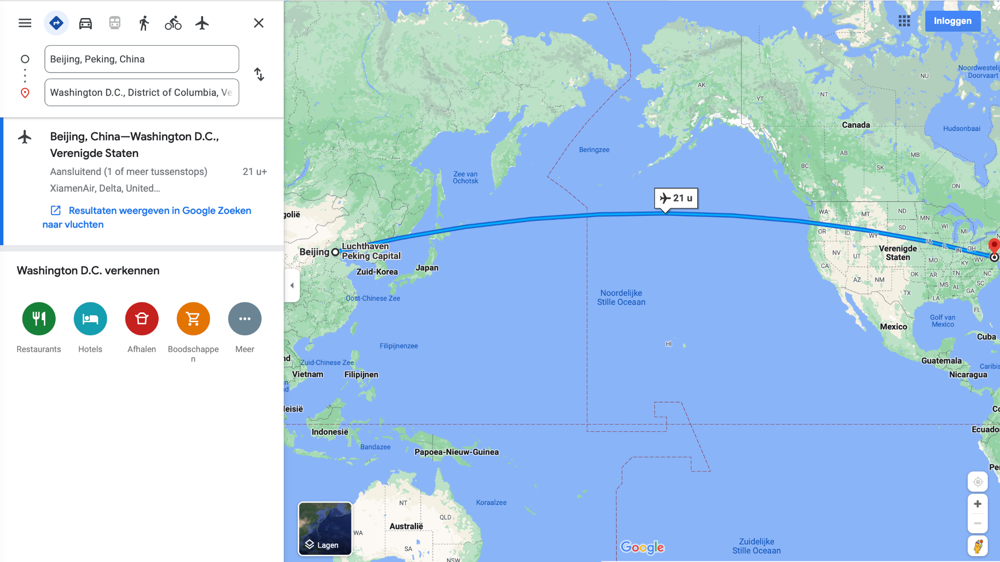 Beijing, Peking, China
Washington D.C., District of Columbia, Ve
Beijing, China—Washington D.C.,
Verenigde Staten
Aansluitend (1 of meer tussenstops)
21 u+
XiamenAir, Delta, United...
Resultaten weergeven in Google Zoeken
naar vluchten
Washington D.C. verkennen
Restaurants
Hotels
Afhalen
Boodschappe
n
Meer
Inloggen
Noordwestelij
Doorvaart
NU
AK
YT
NT
Canada
Hudsonbaai
Beringzee
AB
MB
BC
SK
Zee van
Ochotsk
ON
21 u
golië
WA
MT
ND
MN
OR
ID
SD
WI
MI
WY
IA
IL
IN
OH
N
Luchthaven
Peking Capital
Beijing
Verenigde
Staten
NV
UT
MO
KY
WV
CA
Zuid-Korea
Japan
AZ
NM
OK
AR
TN
NC
MS
AL
SC
GA
TX
LA
Noordelijke
Stille Oceaan
Oost-Chinese Zee
FL
Golf van
Mexico
Mexico
Cuba
HI
Filipijnenzee
nd
Zuid-Chinese Zee
Guatemala
Caribis
Vietnam
Filipijnen
Nicaragua
n
d
leisië
Co
Indonesië
Ecuado
Bandazee
Papoea-Nieuw-Guinea
Per
NT
Koraalzee
QLD
Australië
WA
SA
NSW
Lagen
Google
Zuidelijke
Stille Oceaan